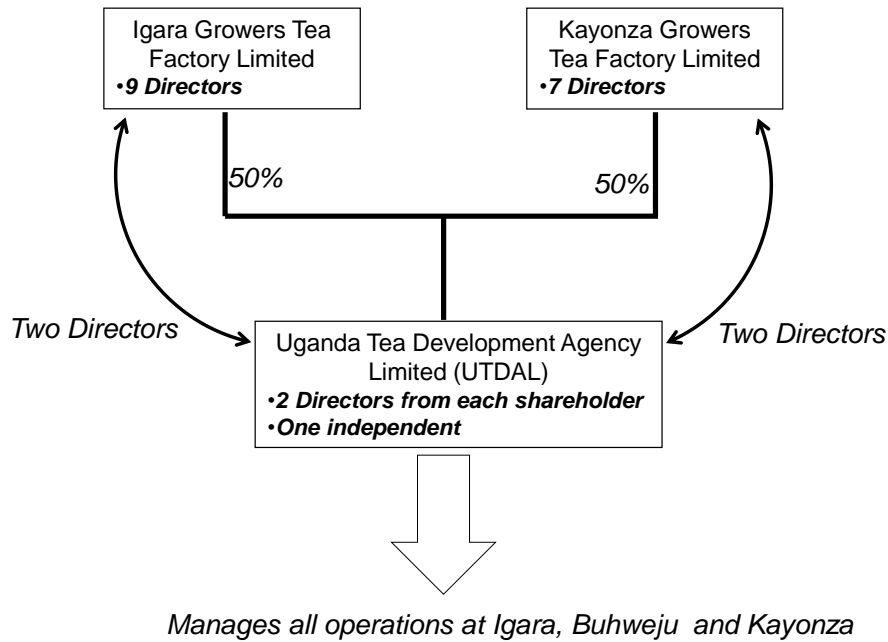 Igara Growers Tea
Factory Limited
•9 Directors
Kayonza Growers
Tea Factory Limited
•7 Directors
50%
50%
Two Directors
Two Directors
Uganda Tea Development Agency
Limited (UTDAL)
•2 Directors from each shareholder
•One independent
Manages all operations at Igara, Buhweju and Kayonza